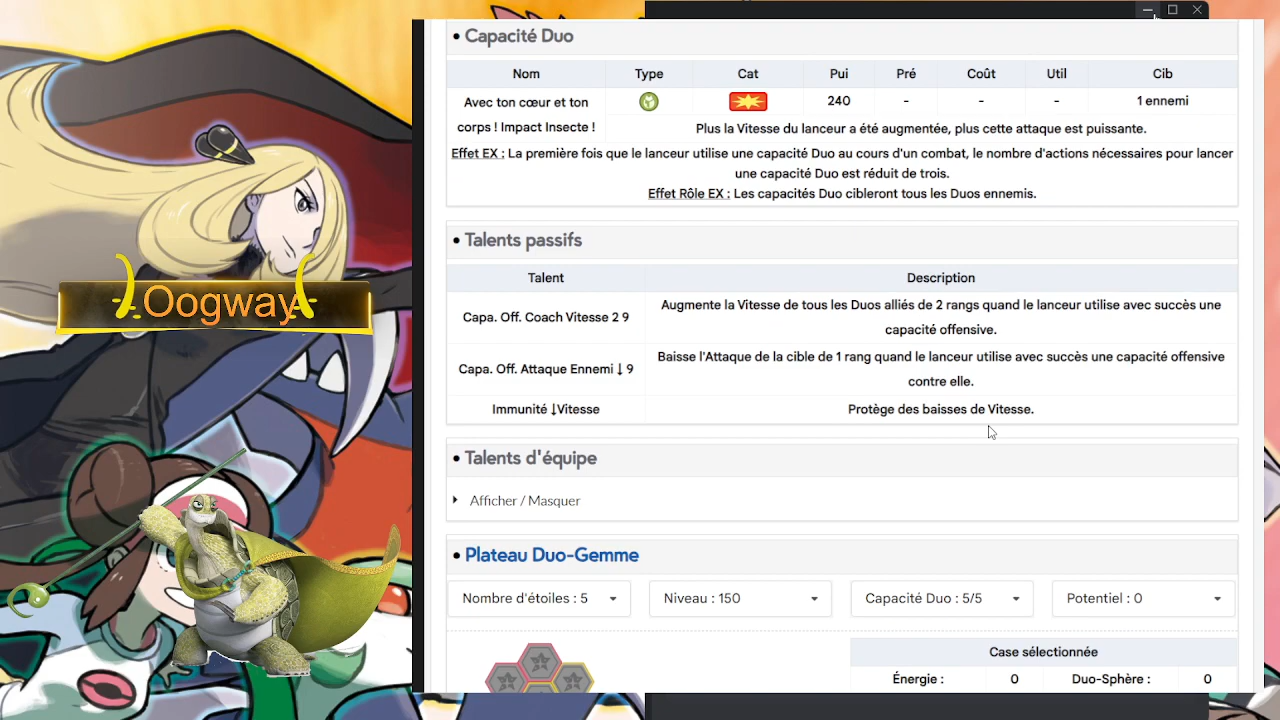 • Capacité Duo
Nom Type Cat Pui Pré Coût Util Cib
Avec ton cœur et ton
corps ! Impact Insecte !
240 - - - 1 ennemi
Plus la Vitesse du lanceur a été augmentée, plus cette attaque est puissante.
Effet EX : La première fois que le lanceur utilise une capacité Duo au cours d'un combat, le nombre d'actions nécessaires pour lancer
une capacité Duo est réduit de trois.
Effet Rôle EX : Les capacités Duo cibleront tous les Duos ennemis.
• Talents passifs
Talent Description
Capa. Off. Coach Vitesse 2 9
Augmente la Vitesse de tous les Duos alliés de 2 rangs quand le lanceur utilise avec succès une
capacité offensive.
Capa. Off. Attaque Ennemi ↓ 9
Baisse l'Attaque de la cible de 1 rang quand le lanceur utilise avec succès une capacité offensive
contre elle.
Immunité ↓Vitesse Protège des baisses de Vitesse.
• Talents d'équipe
Afficher / Masquer
• Plateau Duo-Gemme
Nombre d'étoiles : 5 Niveau : 150 Capacité Duo : 5/5 Potentiel : 0
Case sélectionnée
Énergie : 0 Duo-Sphère : 0
Oogway